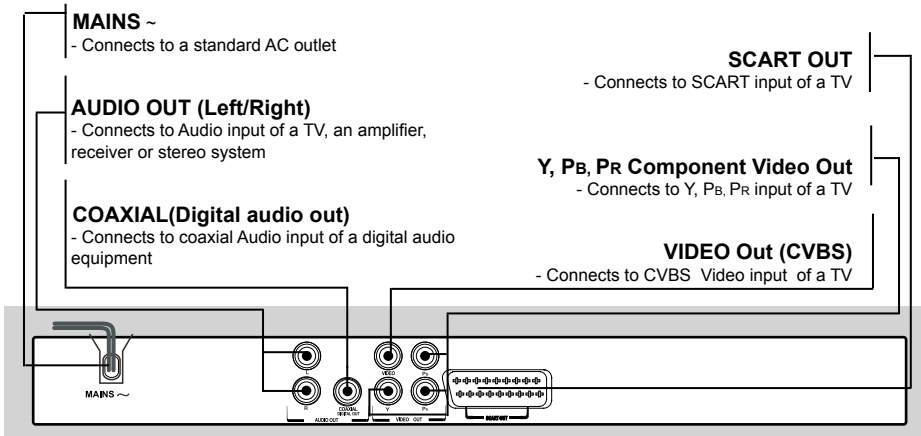 MAINS ~
- Connects to a standard AC outlet
AUDIO OUT (Left/Right)
- Connects to Audio input of a TV, an amplifier,
receiver or stereo system
COAXIAL(Digital audio out)
- Connects to coaxial Audio input of a digital audio
equipment
SCART OUT
- Connects to SCART input of a TV
Y, PB, PR Component Video Out
- Connects to Y, PB, PR input of a TV
VIDEO Out (CVBS)
- Connects to CVBS Video input of a TV
MAINS ~
L
VIDEO
R
COAXIAL
DIGITAL OUT
Y
AUDIO OUT
VIDEO OUT
SCART OUT